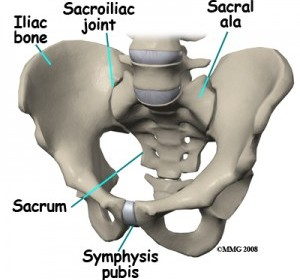 Iliac
bone
Sacroiliac
joint
Sacral
ala
Sacrum
Symphysis
pubis
©MMG 2008